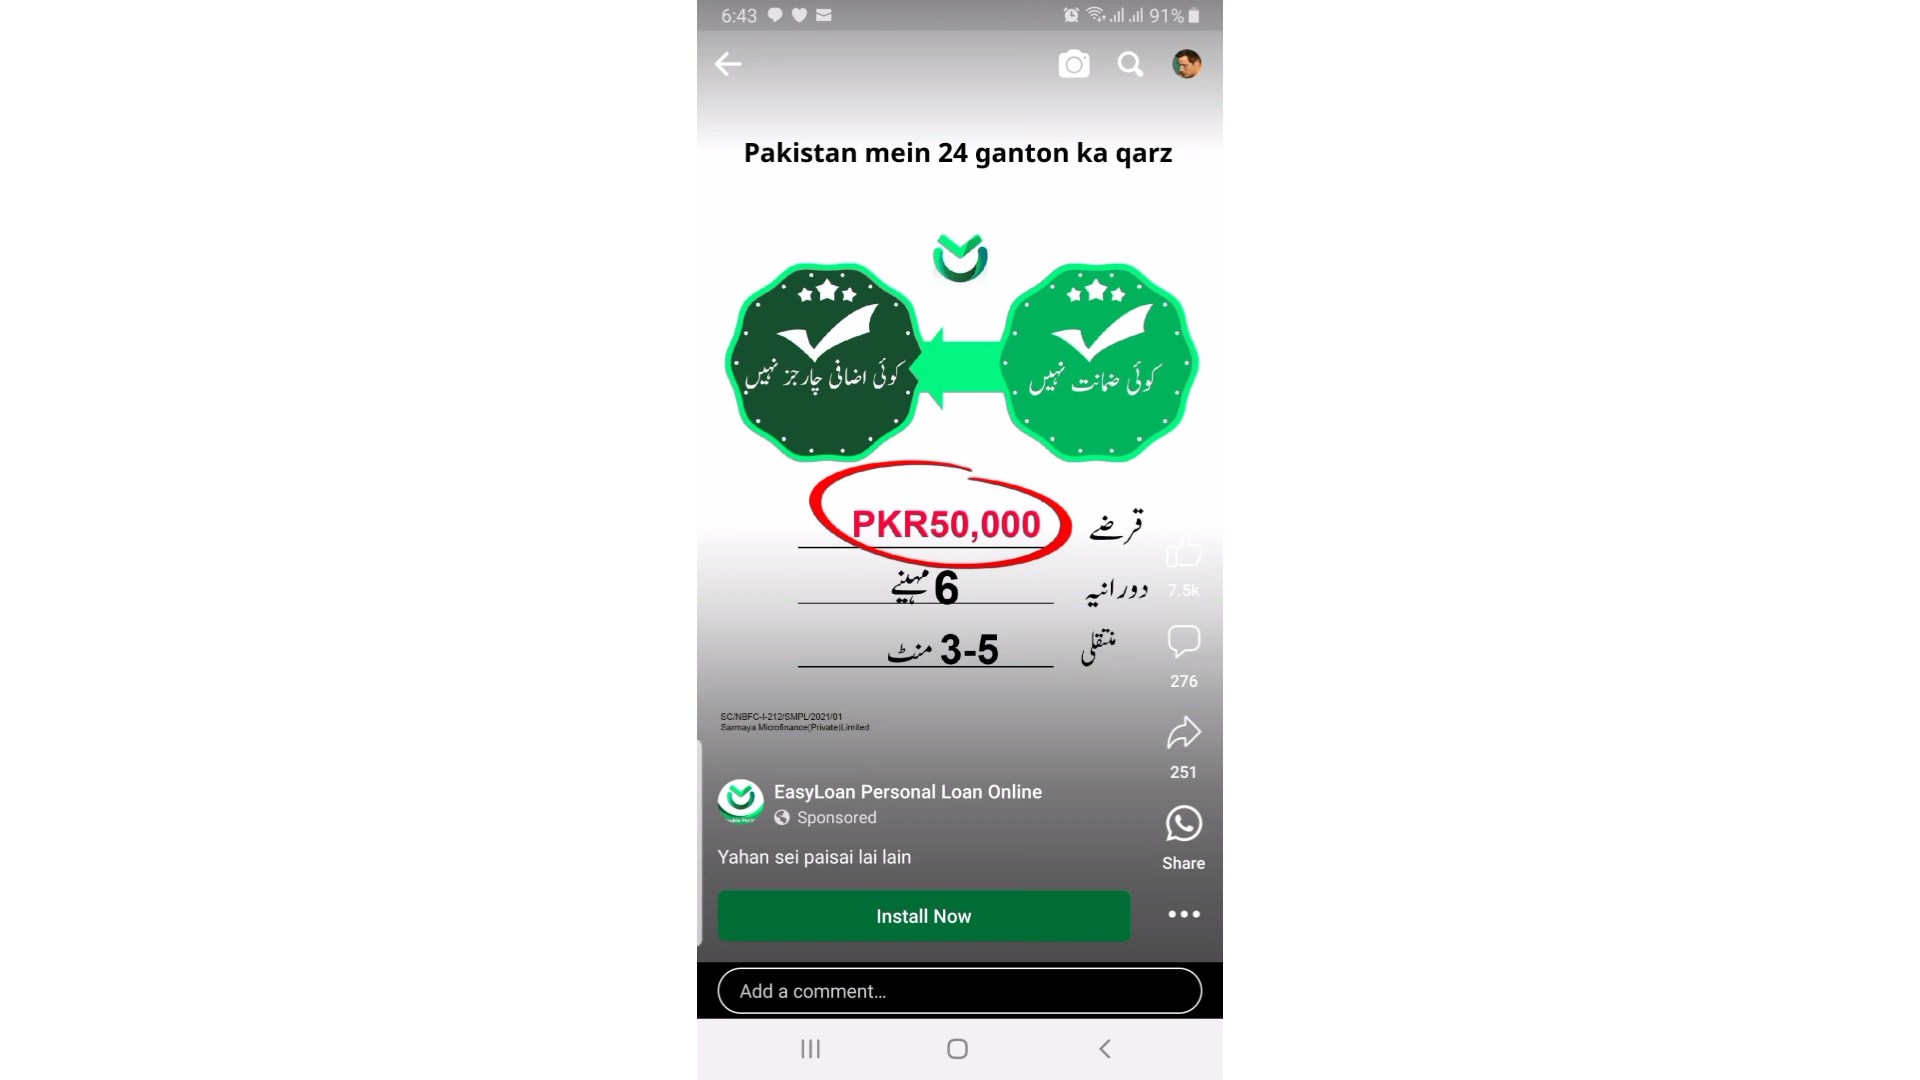 6:43
91%
Pakistan mein 24 ganton ka qarz
کوئی ضمانت نہیں
کوئی اضافی چارجز نہیں
قرضے PKR50,000
دورانیہ 6 مہینے
منتقلی 3-5 منٹ
7.5k
276
SC/NBFC-I-212/SMPL/2021/01
Sarmaya Microfinance(Private)Limited
251
EasyLoan Personal Loan Online
Sponsored
Yahan sei paisai lai lain
Share
Install Now
Add a comment...